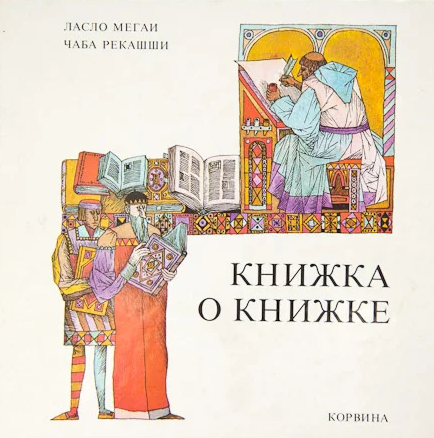 ЛАСЛО МЕГАИ
ЧАБА РЕКАШШИ
КНИЖКА
О КНИЖКЕ
КОРВИНА